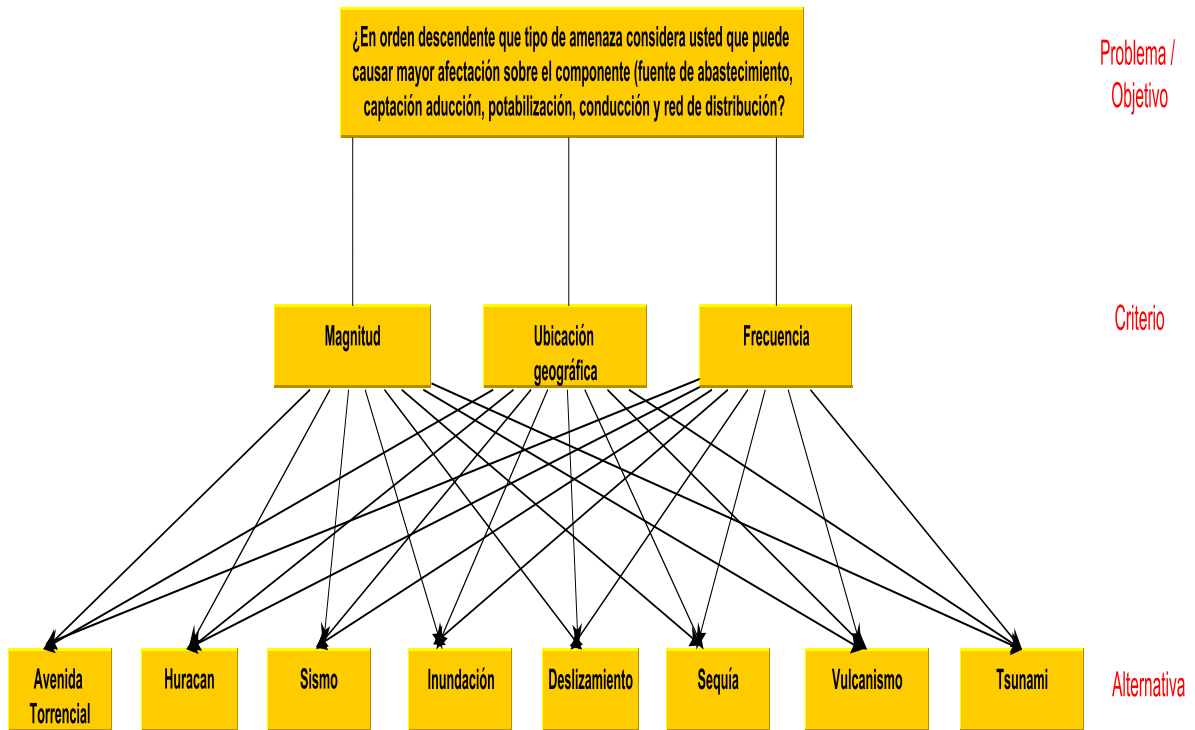 ¿En orden descendente que tipo de amenaza considera usted que puede
causar mayor afectación sobre el componente (fuente de abastecimiento,
captación aducción, potabilización, conducción y red de distribución?
Problema /
Objetivo
Magnitud
Ubicación
geográfica
Frecuencia
Criterio
Avenida
Torrencial
Huracan
Sismo
Inundación
Deslizamiento
Sequía
Vulcanismo
Tsunami
Alternativa